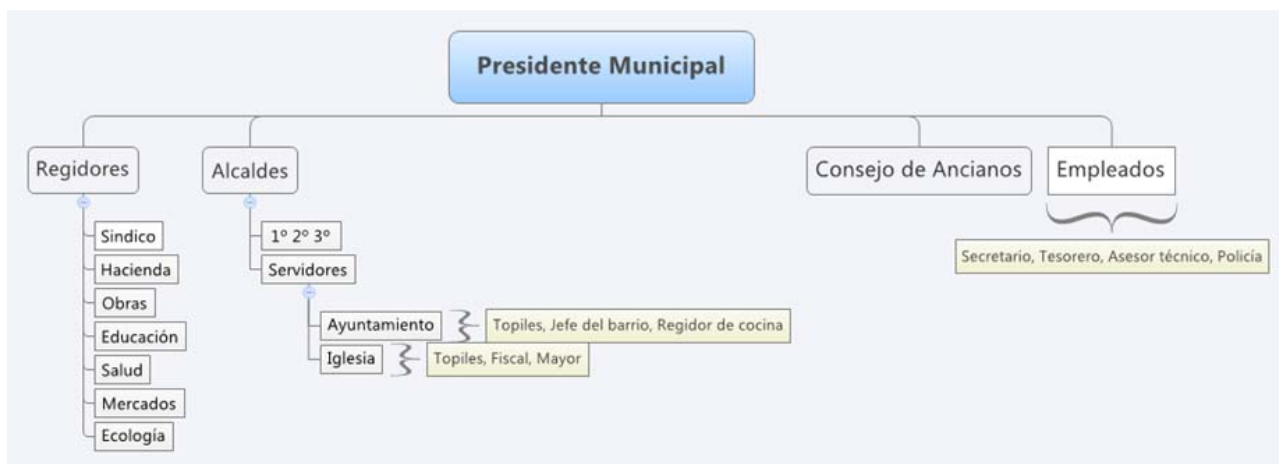 Presidente Municipal
Regidores
Alcaldes
Consejo de Ancianos
Empleados
Sindico
Hacienda
Obras
Educación
Salud
Mercados
Ecología
1º 2º 3º
Servidores
Ayuntamiento
Topiles, Jefe del barrio, Regidor de cocina
Iglesia
Topiles, Fiscal, Mayor
Secretario, Tesorero, Asesor técnico, Policía